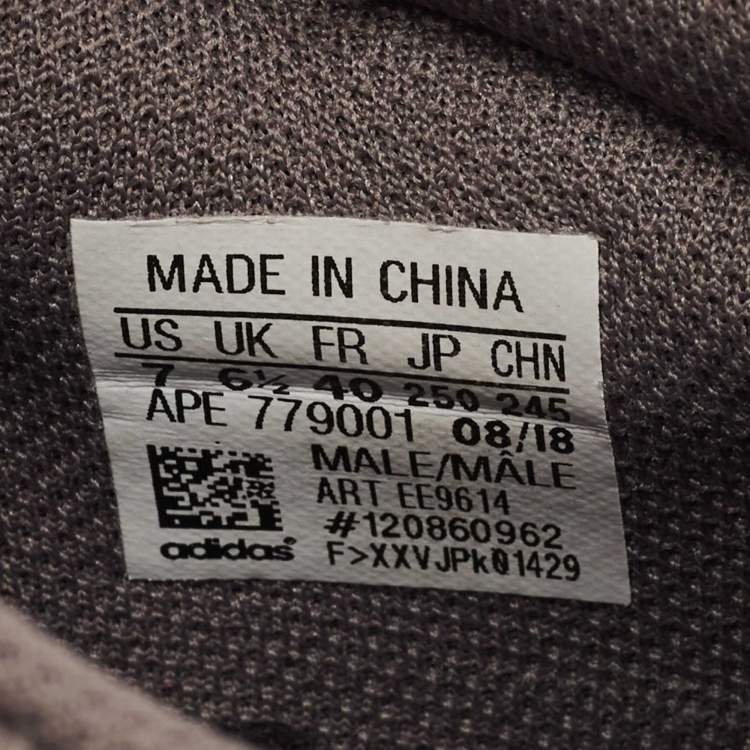 MADE IN CHINA
US UK FR JP CHN
7 6½ 40 250 245
APE 779001 08/18
MALE/MÂLE
ART EE9614
#120860962
adidas® F>XXVJPk01429